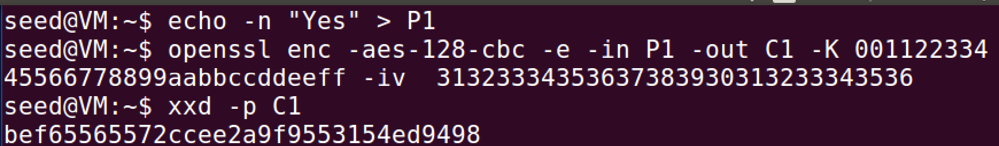 seed@VM:~$ echo -n "Yes" > P1
seed@VM:~$ openssl enc -aes-128-cbc -e -in P1 -out C1 -K 001122334
45566778899aabbccddeeff -iv  31323334353637383930313233343536
seed@VM:~$ xxd -p C1
bef65565572ccee2a9f9553154ed9498